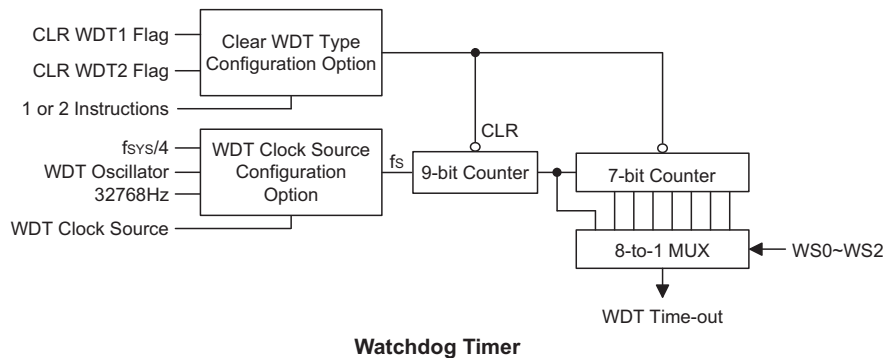 CLR WDT1 Flag
CLR WDT2 Flag
1 or 2 Instructions
Clear WDT Type
Configuration Option
CLR
fSYS/4
WDT Oscillator
32768Hz
WDT Clock Source
WDT Clock Source
Configuration
Option
fS
9-bit Counter
7-bit Counter
8-to-1 MUX
WS0~WS2
WDT Time-out
Watchdog Timer